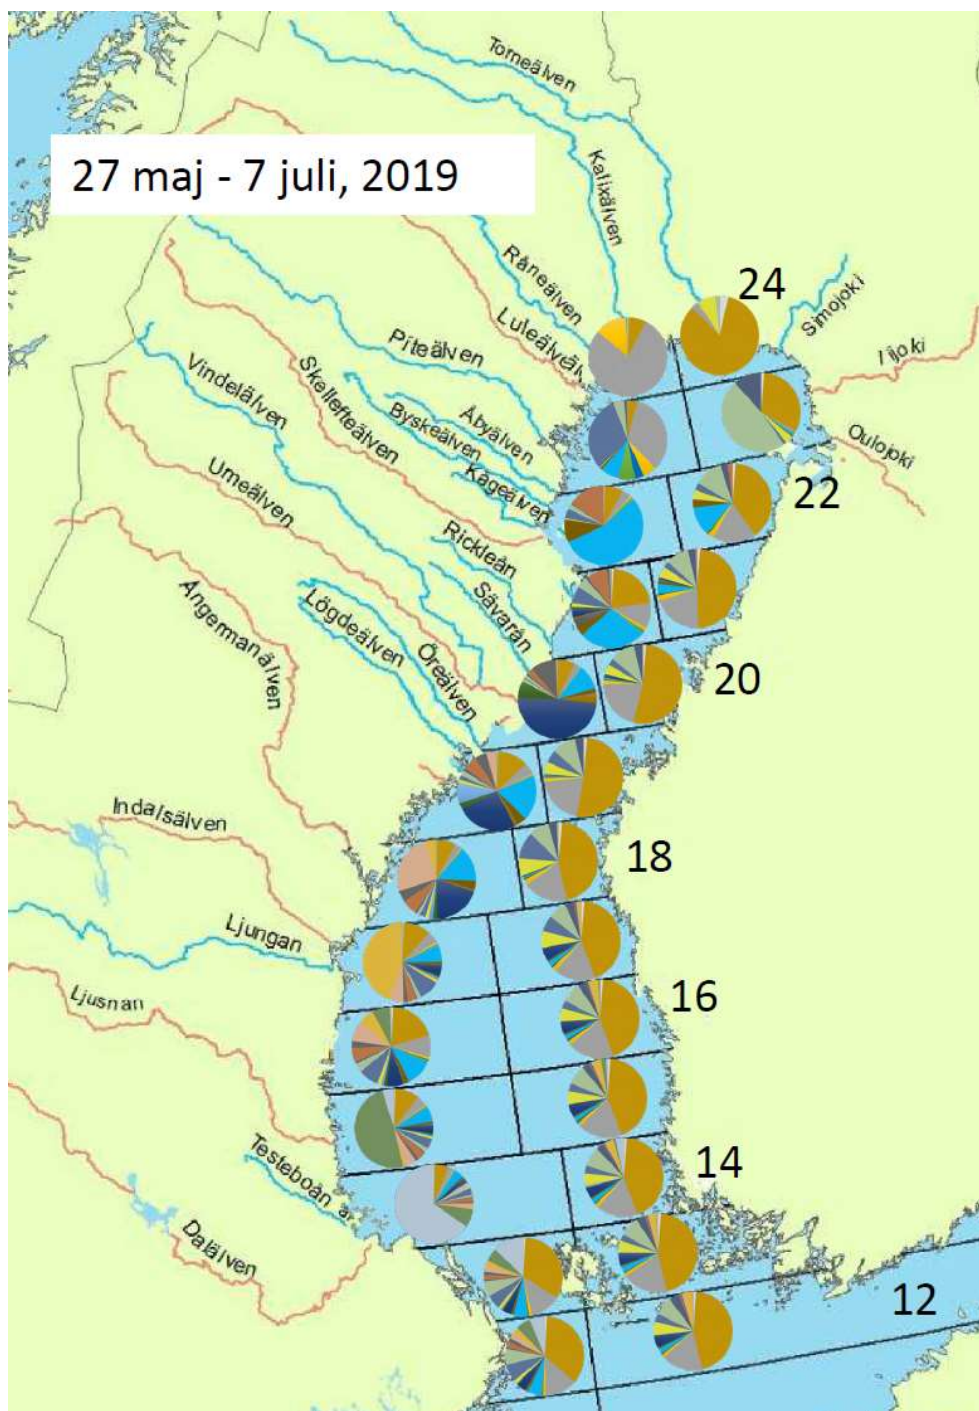 Torneälven
Kalixälven
27 maj - 7 juli, 2019
Råneälven
24
Simojoki
Luleälven
Piteälven
Iijoki
Vindelälven
Skellefteälven
Åbyälven
Byskeälven
Oulojoki
Umeälven
Kågeälven
22
Rickleån
Sävarån
Ångermanälven
Lögdeälven
Öreälven
20
Indalsälven
18
Ljungan
Ljusnan
16
Testeboån
14
Dalälven
12